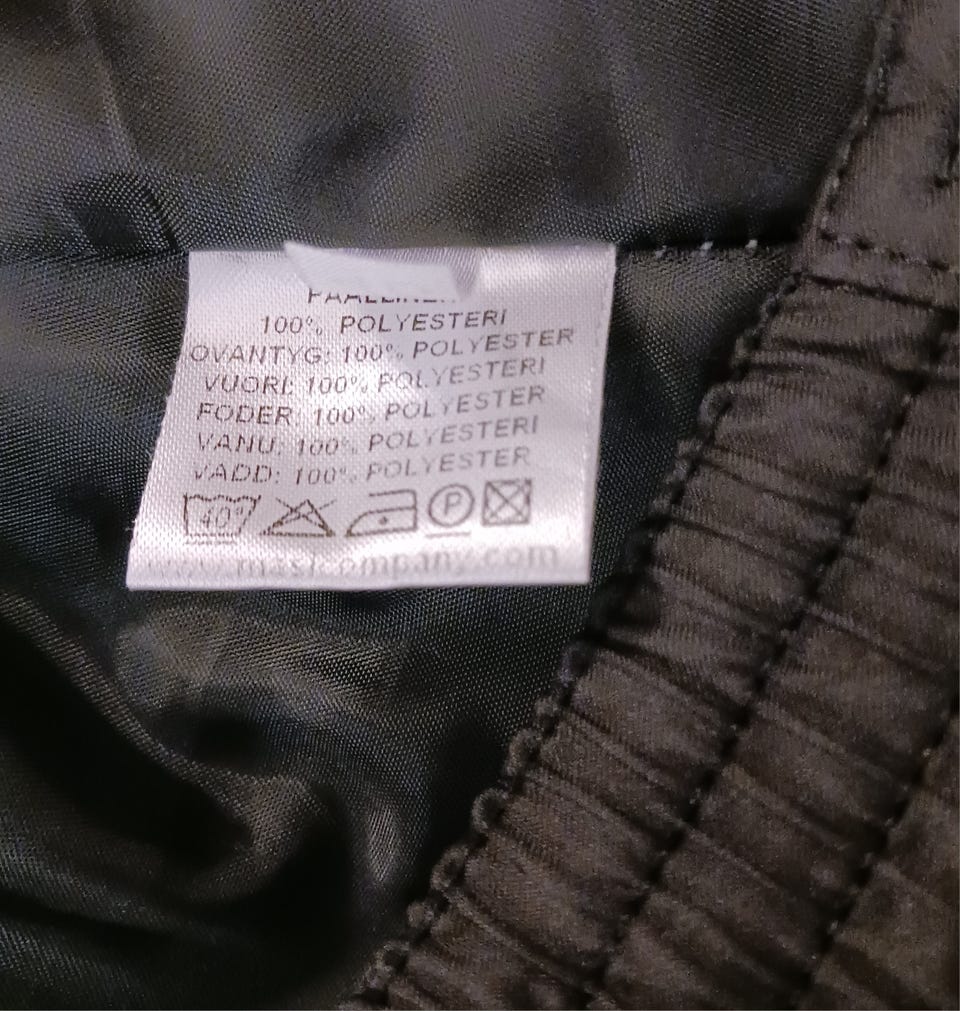 100% POLYESTERI
OVANTYG: 100% POLYESTER
VUORI: 100% POLYESTERI
FODER: 100% POLYESTER
VANU: 100% POLYESTERI
VADD: 100% POLYESTER
40° P